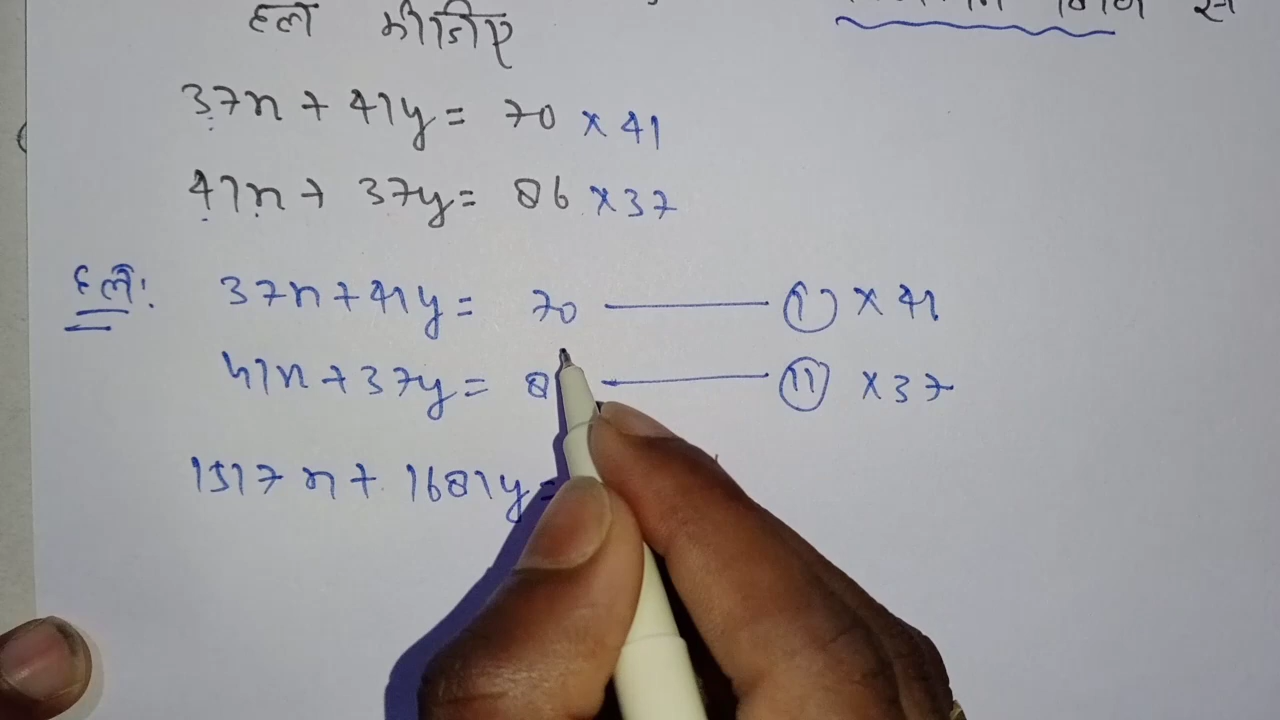 हल कीजिए
37x + 41y = 70 × 41
41x + 37y = 86 × 37
हल: 37x + 41y = 70 —— (i) × 41
41x + 37y = 8 —— (ii) × 37
1517x + 1681y =